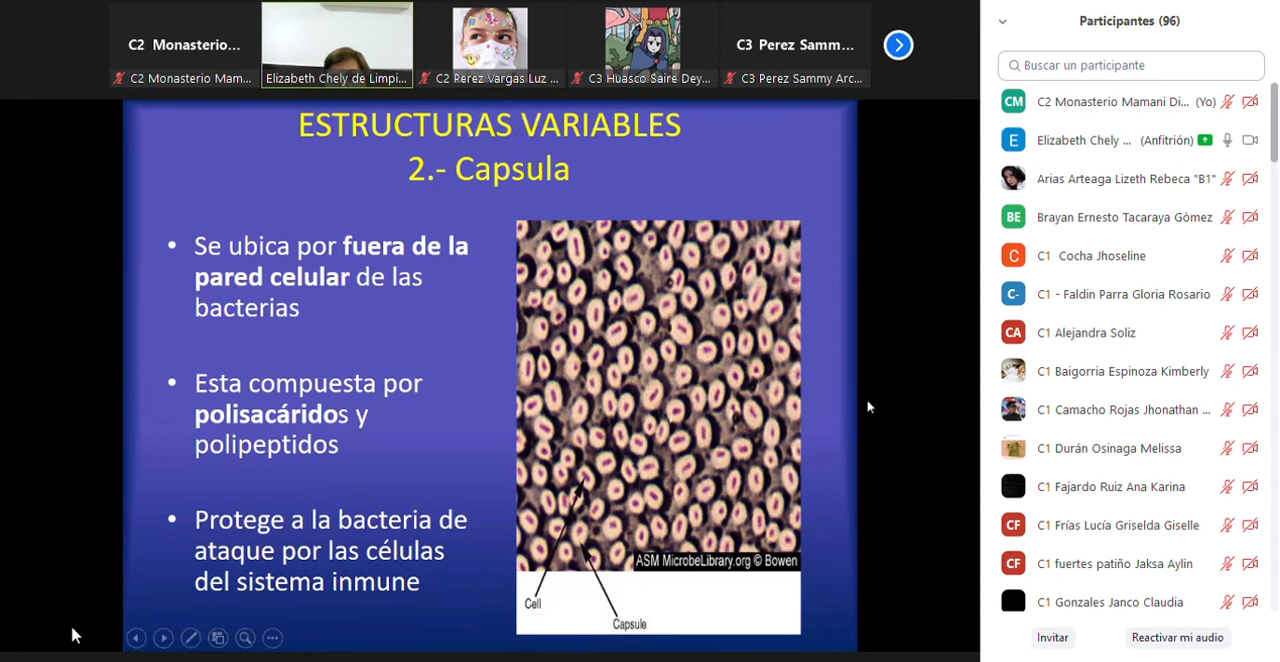 C2 Monasterio...
C3 Perez Samm...
C2 Monasterio Mam...
Elizabeth Chely de Limpi...
C2 Perez Vargas Luz ...
C3 Huasco Saire Dey...
C3 Perez Sammy Arc...
ESTRUCTURAS VARIABLES
2.- Capsula
• Se ubica por fuera de la
pared celular de las
bacterias
• Esta compuesta por
polisacáridos y
polipeptidos
• Protege a la bacteria de
ataque por las células
del sistema inmune
ASM MicrobeLibrary.org © Bowen
Cell
Capsule
Participantes (96)
Buscar un participante
CM C2 Monasterio Mamani Di... (Yo)
E Elizabeth Chely ... (Anfitrión)
Arias Arteaga Lizeth Rebeca "B1"
BE Brayan Ernesto Tacaraya Gòmez
C C1 Cocha Jhoseline
C- C1 - Faldin Parra Gloria Rosario
CA C1 Alejandra Soliz
C1 Baigorria Espinoza Kimberly
C1 Camacho Rojas Jhonathan ...
C1 Durán Osinaga Melissa
C1 Fajardo Ruiz Ana Karina
CF C1 Frías Lucía Griselda Giselle
CF C1 fuertes patiño Jaksa Aylin
C1 Gonzales Janco Claudia
Invitar
Reactivar mi audio